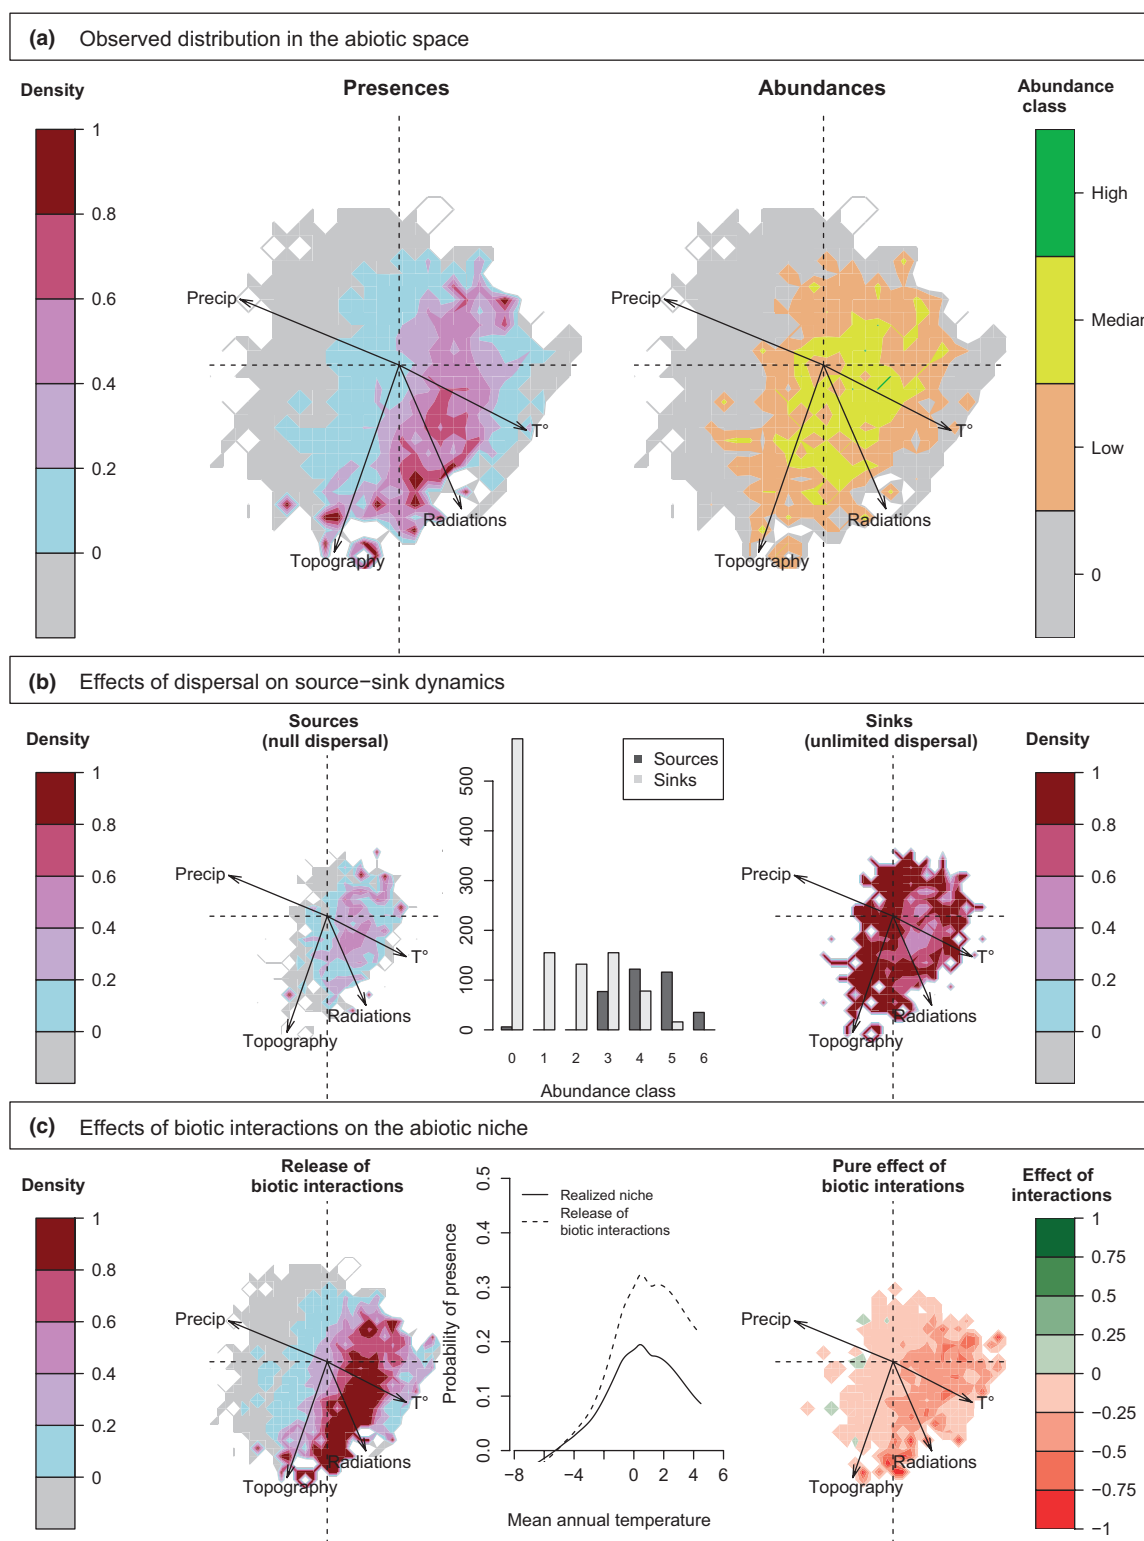 (a) Observed distribution in the abiotic space
Density
Presences
Abundances
Abundance
class
1
0.8
0.6
0.4
0.2
0
Precip
T°
Radiations
Topography
Precip
T°
Radiations
Topography
High
Median
Low
0
(b) Effects of dispersal on source−sink dynamics
Density
Sources
(null dispersal)
Sinks
(unlimited dispersal)
Density
1
0.8
0.6
0.4
0.2
0
Precip
T°
Radiations
Topography
Sources
Sinks
500
400
300
200
100
0
0 1 2 3 4 5 6
Abundance class
Precip
T°
Radiations
Topography
1
0.8
0.6
0.4
0.2
0
(c) Effects of biotic interactions on the abiotic niche
Density
Release of
biotic interactions
Pure effect of
biotic interations
Effect of
interactions
1
0.8
0.6
0.4
0.2
0
Precip
T°
Radiations
Topography
Probability of presence
0.5
0.4
0.3
0.2
0.1
0.0
Realized niche
Release of
biotic interactions
−8 −4 0 2 4 6
Mean annual temperature
Precip
T°
Radiations
Topography
1
0.75
0.5
0.25
0
−0.25
−0.5
−0.75
−1